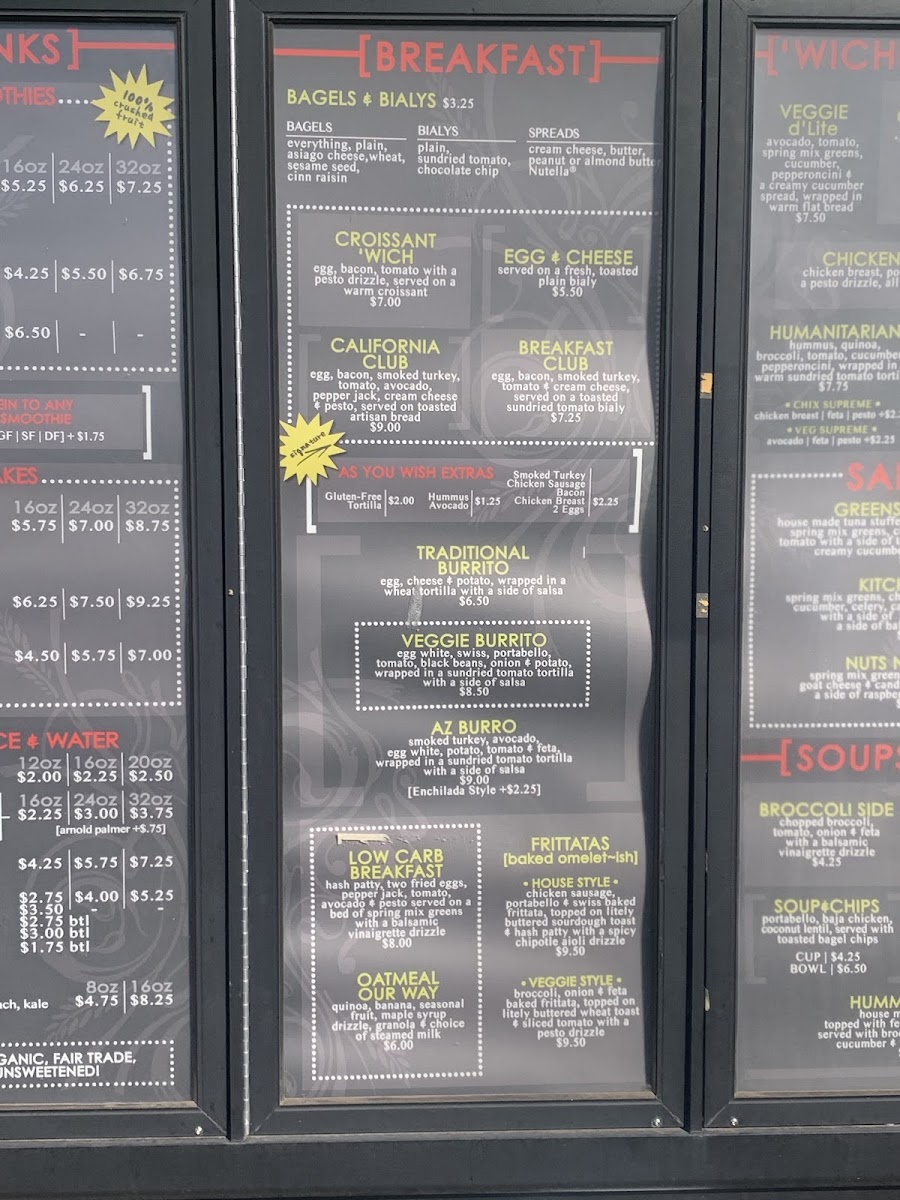 NKS]
THIES
100%
crushed
fruit
16oz | 24oz | 32oz
$5.25 | $6.25 | $7.25
$4.25 | $5.50 | $6.75
$6.50 | - | -
EIN TO ANY
SMOOTHIE
GF | SF | DF] + $1.75
AKES
16oz | 24oz | 32oz
$5.75 | $7.00 | $8.75
$6.25 | $7.50 | $9.25
$4.50 | $5.75 | $7.00
CE & WATER
12oz | 16oz | 20oz
$2.00 | $2.25 | $2.50
16oz | 24oz | 32oz
$2.25 | $3.00 | $3.75
[arnold palmer +$.75]
$4.25 | $5.75 | $7.25
$2.75 | $4.00 | $5.25
$3.50 - -
$2.75 btl
$3.00 btl
$1.75 btl
8oz | 16oz
ach, kale $4.75 | $8.25
GANIC, FAIR TRADE,
UNSWEETENED!
[BREAKFAST]
BAGELS & BIALYS $3.25
BAGELS
everything, plain,
asiago cheese, wheat,
sesame seed,
cinn raisin
BIALYS
plain,
sundried tomato,
chocolate chip
SPREADS
cream cheese, butter,
peanut or almond butter
Nutella®
CROISSANT
'WICH
egg, bacon, tomato with a
pesto drizzle, served on a
warm croissant
$7.00
EGG & CHEESE
served on a fresh, toasted
plain bialy
$5.50
CALIFORNIA
CLUB
egg, bacon, smoked turkey,
tomato, avocado,
pepper jack, cream cheese
& pesto, served on toasted
artisan bread
$9.00
BREAKFAST
CLUB
egg, bacon, smoked turkey,
tomato & cream cheese,
served on a toasted
sundried tomato bialy
$7.25
signature
AS YOU WISH EXTRAS
Gluten-Free
Tortilla | $2.00
Hummus
Avocado | $1.25
Smoked Turkey
Chicken Sausage
Bacon
Chicken Breast
2 Eggs | $2.25
TRADITIONAL
BURRITO
egg, cheese & potato, wrapped in a
wheat tortilla with a side of salsa
$6.50
VEGGIE BURRITO
egg white, swiss, portabello,
tomato, black beans, onion & potato,
wrapped in a sundried tomato tortilla
with a side of salsa
$8.50
AZ BURRO
smoked turkey, avocado,
egg white, potato, tomato & feta,
wrapped in a sundried tomato tortilla
with a side of salsa
$9.00
[Enchilada Style +$2.25]
LOW CARB
BREAKFAST
hash patty, two fried eggs,
pepper jack, tomato,
avocado & pesto served on a
bed of spring mix greens
with a balsamic
vinaigrette drizzle
$8.00
OATMEAL
OUR WAY
quinoa, banana, seasonal
fruit, maple syrup
drizzle, granola & choice
of steamed milk
$6.00
FRITTATAS
[baked omelet~ish]
• HOUSE STYLE •
chicken sausage,
portabello & swiss baked
frittata, topped on litely
buttered sourdough toast
& hash patty with a spicy
chipotle aioli drizzle
$9.50
• VEGGIE STYLE •
broccoli, onion & feta
baked frittata, topped on
litely buttered wheat toast
& sliced tomato with a
pesto drizzle
$9.50
['WICH
VEGGIE
d'Lite
avocado, tomato,
spring mix greens,
cucumber,
pepperoncini &
a creamy cucumber
spread, wrapped in
warm flat bread
$7.50
CHICKEN
chicken breast, po
a pesto drizzle, all
HUMANITARIAN
hummus, quinoa,
broccoli, tomato, cucumbe
pepperoncini, wrapped in
warm sundried tomato torti
$7.75
• CHIX SUPREME •
chicken breast | feta | pesto +$2.
• VEG SUPREME •
avocado | feta | pesto +$2.25
SA
GREENS
house made tuna stuffe
spring mix greens, c
tomato with a side of
creamy cucumb
KITC
spring mix greens, ch
cucumber, celery, ca
with a side of
a side of bal
NUTS N
spring mix green
goat cheese & cand
a side of raspbe
[SOUPS
BROCCOLI SIDE
chopped broccoli,
tomato, onion & feta
with a balsamic
vinaigrette drizzle
$4.25
SOUP&CHIPS
portabello, baja chicken,
coconut lentil, served with
toasted bagel chips
CUP | $4.25
BOWL | $6.50
HUMM
house m
topped with fe
served with bro
cucumber &